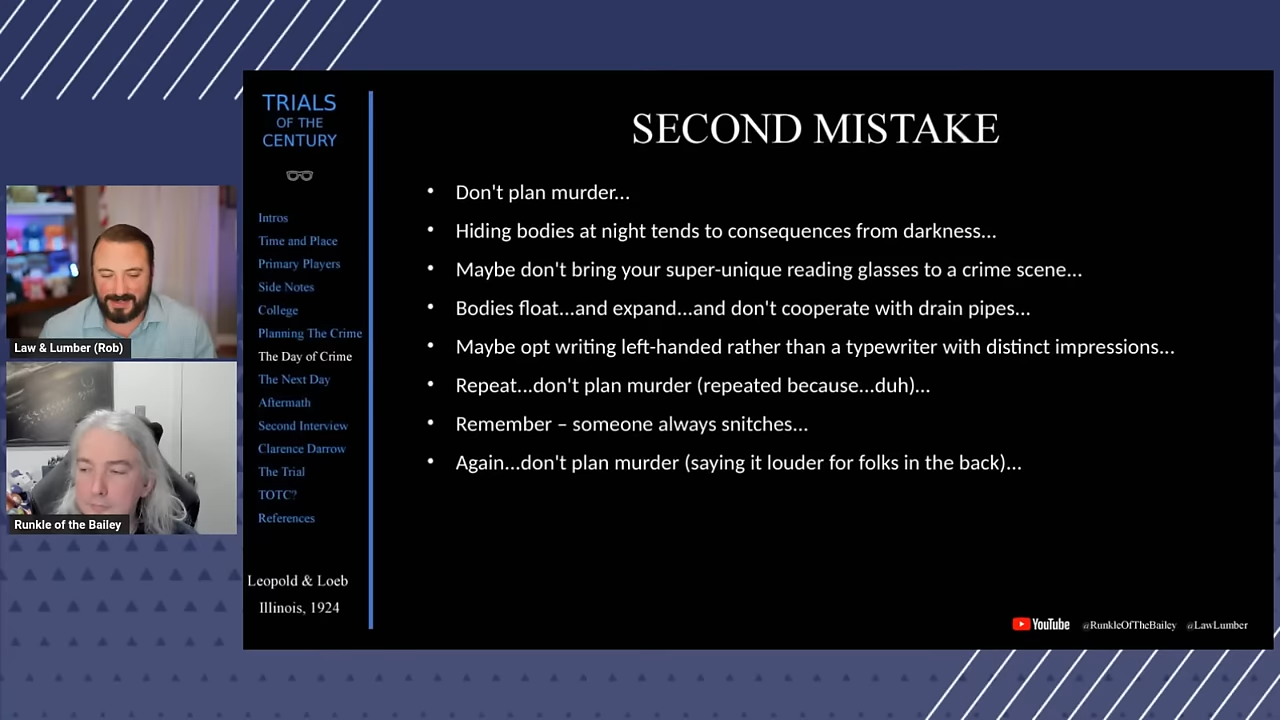 TRIALS
OF THE
CENTURY
Intros
Time and Place
Primary Players
Side Notes
College
Planning The Crime
The Day of Crime
The Next Day
Aftermath
Second Interview
Clarence Darrow
The Trial
TOTC?
References
Leopold & Loeb
Illinois, 1924
SECOND MISTAKE
• Don't plan murder...
• Hiding bodies at night tends to consequences from darkness...
• Maybe don't bring your super-unique reading glasses to a crime scene...
• Bodies float...and expand...and don't cooperate with drain pipes...
• Maybe opt writing left-handed rather than a typewriter with distinct impressions...
• Repeat...don't plan murder (repeated because...duh)...
• Remember – someone always snitches...
• Again...don't plan murder (saying it louder for folks in the back)...
YouTube @RunkleOfTheBailey @LawLumber
Law & Lumber (Rob)
Runkle of the Bailey